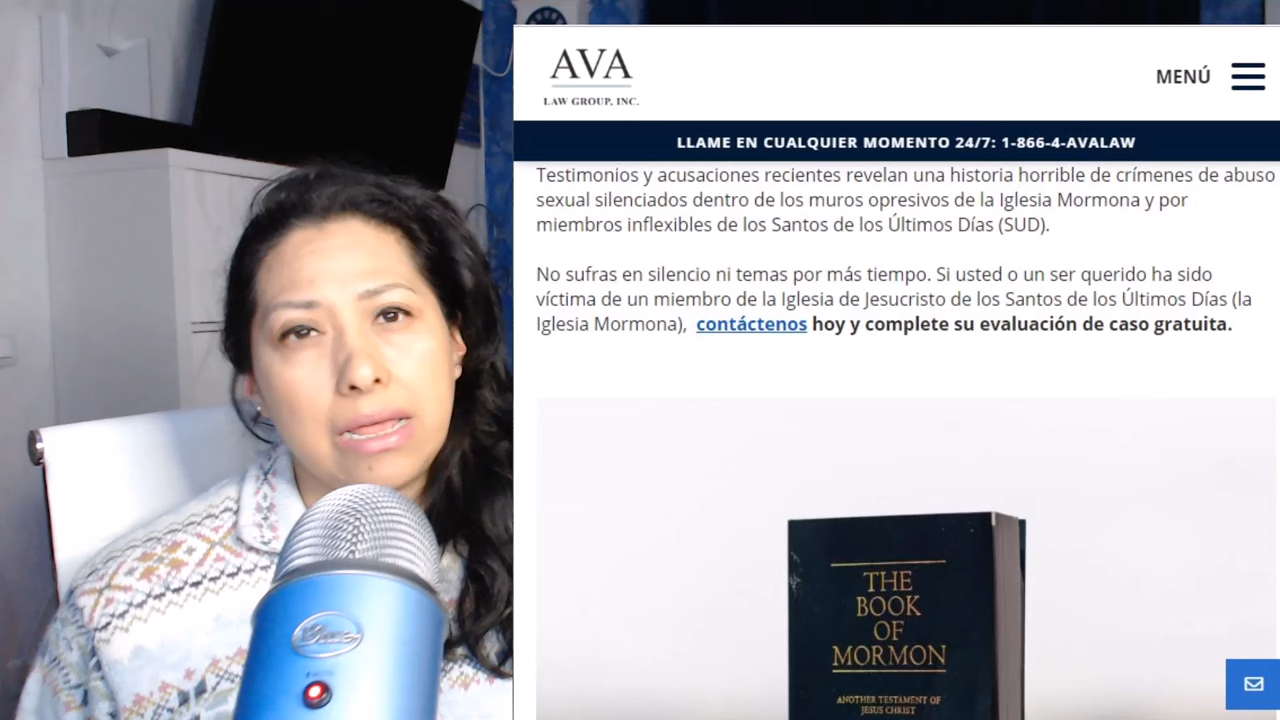 AVA
LAW GROUP, INC.
MENÚ
LLAME EN CUALQUIER MOMENTO 24/7: 1-866-4-AVALAW
Testimonios y acusaciones recientes revelan una historia horrible de crímenes de abuso
sexual silenciados dentro de los muros opresivos de la Iglesia Mormona y por
miembros inflexibles de los Santos de los Últimos Días (SUD).
No sufras en silencio ni temas por más tiempo. Si usted o un ser querido ha sido
víctima de un miembro de la Iglesia de Jesucristo de los Santos de los Últimos Días (la
Iglesia Mormona), contáctenos hoy y complete su evaluación de caso gratuita.
THE
BOOK
OF
MORMON
ANOTHER TESTAMENT OF
JESUS CHRIST
Blue